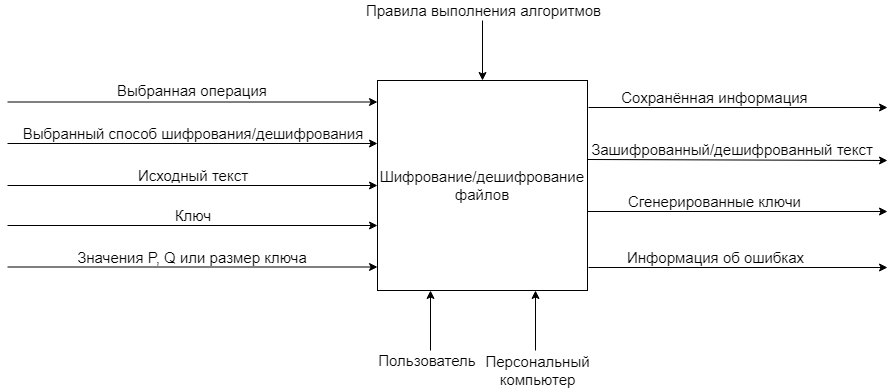 Правила выполнения алгоритмов
Выбранная операция
Выбранный способ шифрования/дешифрования
Исходный текст
Ключ
Значения P, Q или размер ключа
Шифрование/дешифрование
файлов
Сохранённая информация
Зашифрованный/дешифрованный текст
Сгенерированные ключи
Информация об ошибках
Пользователь
Персональный
компьютер